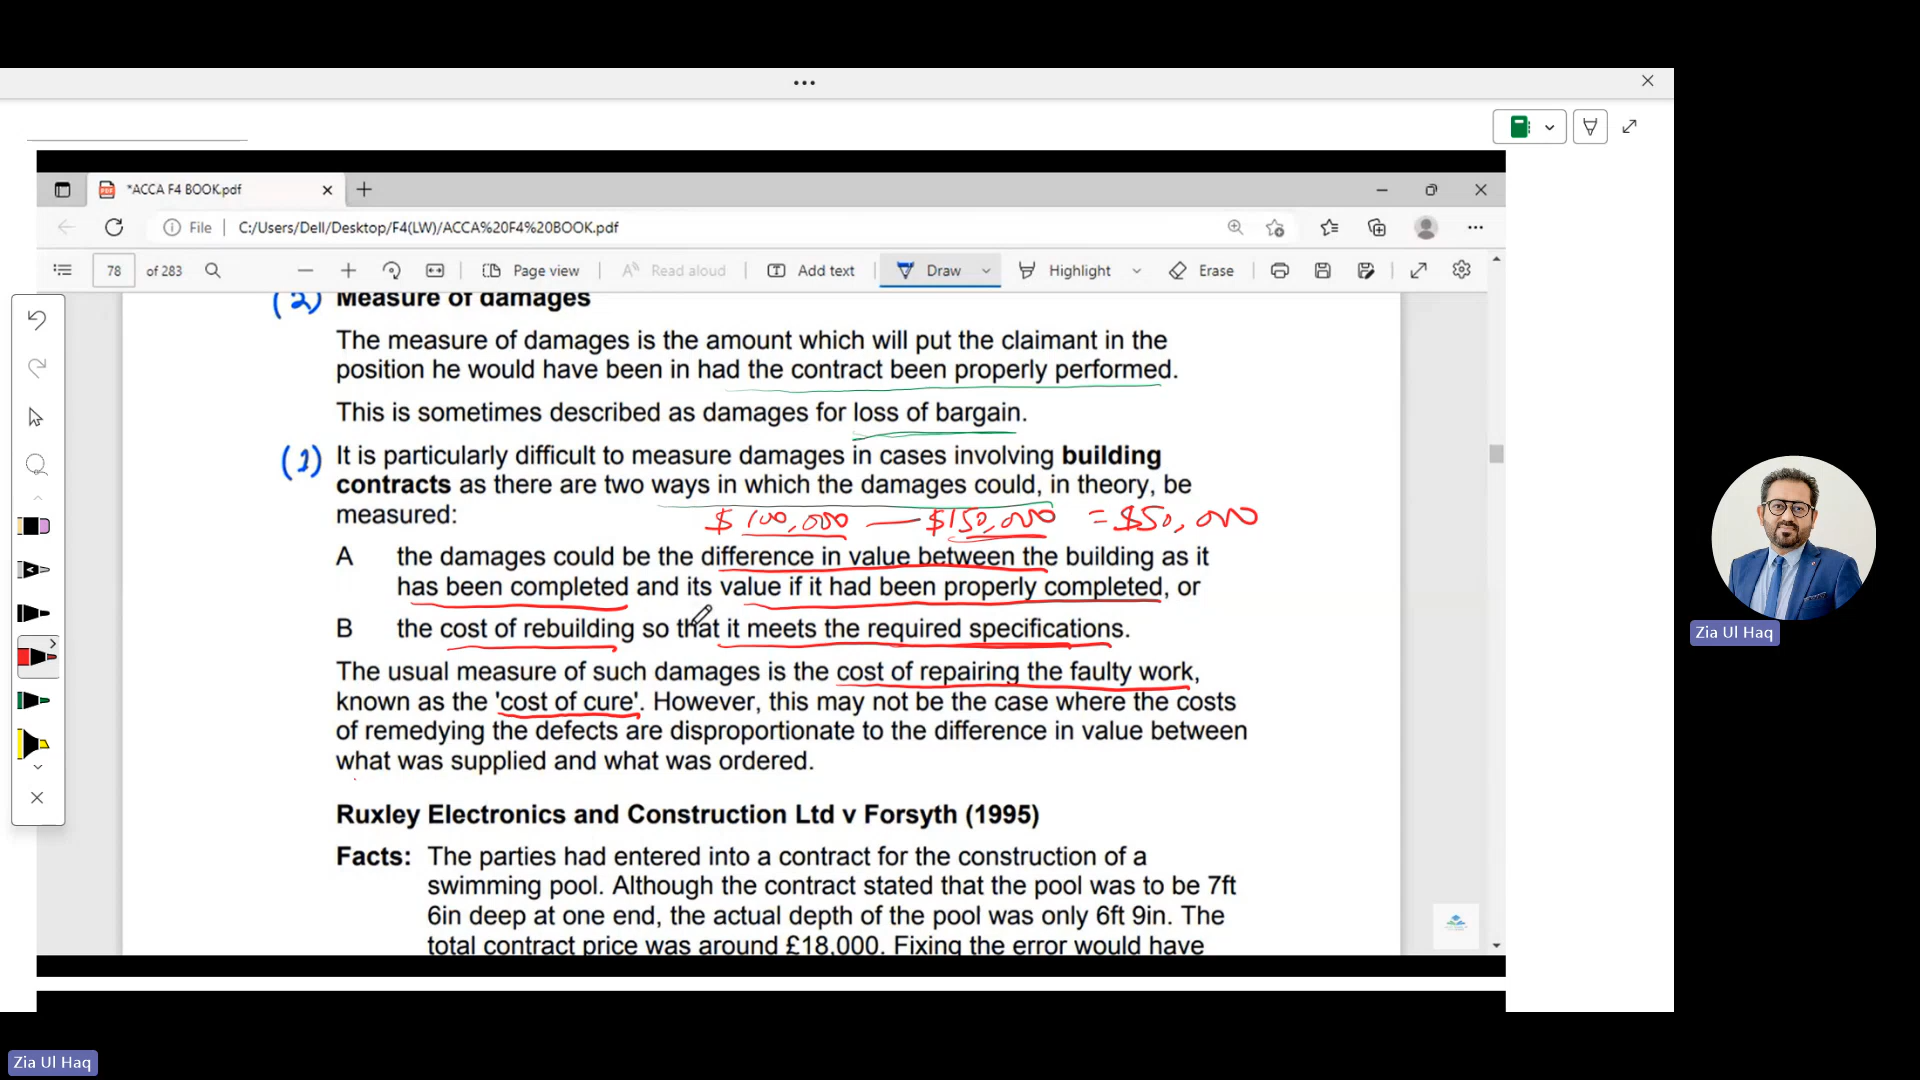 *ACCA F4 BOOK.pdf
File
C:/Users/Dell/Desktop/F4(LW)/ACCA%20F4%20BOOK.pdf
78 of 283
Page view
Read aloud
Add text
Draw
Highlight
Erase
(2) Measure of damages
The measure of damages is the amount which will put the claimant in the
position he would have been in had the contract been properly performed.
This is sometimes described as damages for loss of bargain.
(1) It is particularly difficult to measure damages in cases involving building
contracts as there are two ways in which the damages could, in theory, be
measured:
$ 100,000 — $150,000 = $50,000
A the damages could be the difference in value between the building as it
has been completed and its value if it had been properly completed, or
B the cost of rebuilding so that it meets the required specifications.
The usual measure of such damages is the cost of repairing the faulty work,
known as the 'cost of cure'. However, this may not be the case where the costs
of remedying the defects are disproportionate to the difference in value between
what was supplied and what was ordered.
Ruxley Electronics and Construction Ltd v Forsyth (1995)
Facts: The parties had entered into a contract for the construction of a
swimming pool. Although the contract stated that the pool was to be 7ft
6in deep at one end, the actual depth of the pool was only 6ft 9in. The
total contract price was around £18,000. Fixing the error would have
Zia Ul Haq
Zia Ul Haq